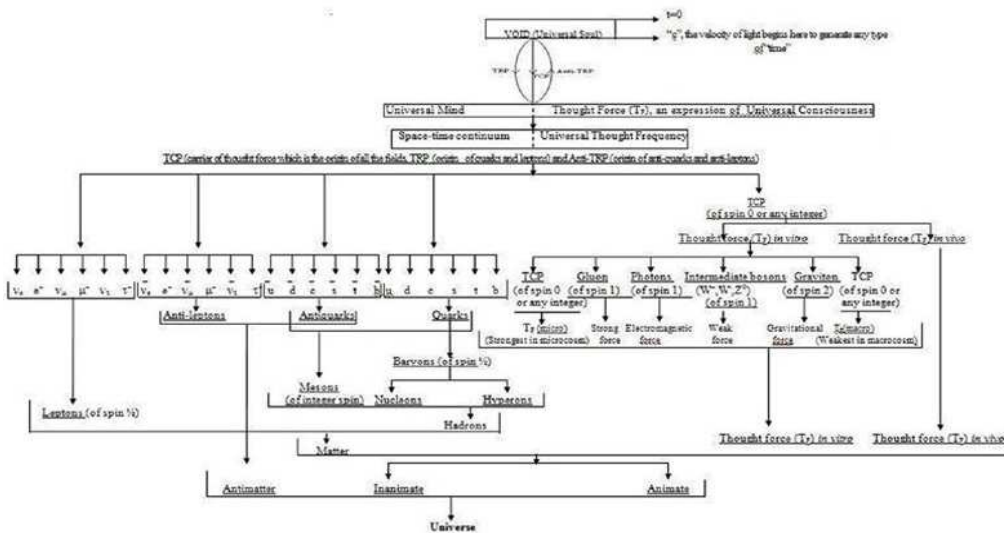 t=0
VOID (Universal Soul)
"c", the velocity of light begins here to generate any type
of "time"
TRP TCP Anti-TRP
Universal Mind Thought Force (TF), an expression of Universal Consciousness
Space-time continuum Universal Thought Frequency
TCP (carrier of thought force which is the origin of all the fields, TRP (origin of quarks and leptons) and Anti-TRP (origin of anti-quarks and anti-leptons)
TCP
(of spin 0 or any integer)
Thought force (TF) in vitro Thought force (TF) in vivo
TCP Gluon Photons Intermediate bosons Graviton TCP
(of spin 0 (of spin 1) (of spin 1) (W⁻,W⁺,Z⁰) (of spin 2) (of spin 0
or any integer) (of spin 1) or any integer)
νe e⁻ νμ μ⁻ ντ τ⁻ ν̄e e⁻ ν̄μ μ⁻ ν̄τ τ⁺ u̅ d̅ c̅ s̅ t̅ b̅ u d c s t b
Anti-leptons Antiquarks Quarks
TF (micro) Strong Electromagnetic Weak Gravitational TF (macro)
(Strongest in microcosm) force force force force (Weakest in macrocosm)
Baryons (of spin ½)
Mesons
(of integer spin) Nucleons Hyperons
Leptons (of spin ½)
Hadrons
Thought force (TF) in vitro Thought force (TF) in vivo
Matter
Antimatter Inanimate Animate
Universe